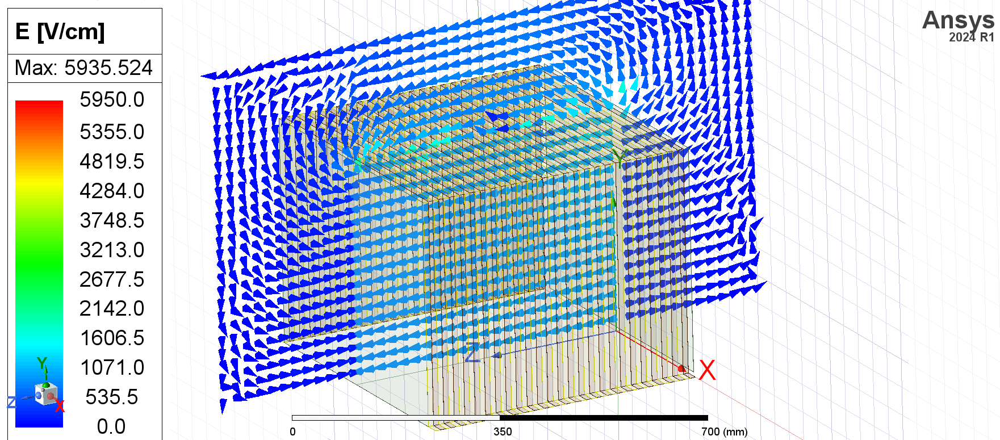 E [V/cm]
Max: 5935.524
5950.0
5355.0
4819.5
4284.0
3748.5
3213.0
2677.5
2142.0
1606.5
1071.0
535.5
0.0
Y
Z
X
Ansys
2024 R1
Y
Z
X
0
350
700 (mm)